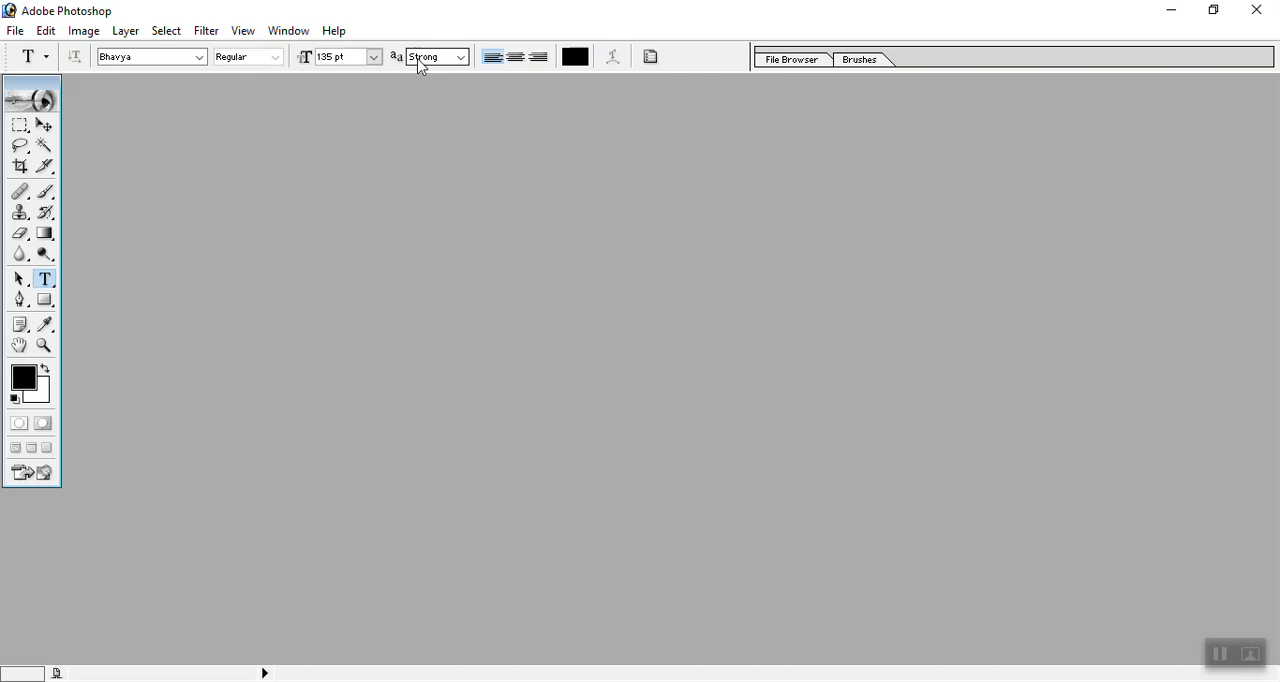 Adobe Photoshop
File Edit Image Layer Select Filter View Window Help
T T Bhavya Regular T 135 pt aa Strong File Browser Brushes
T